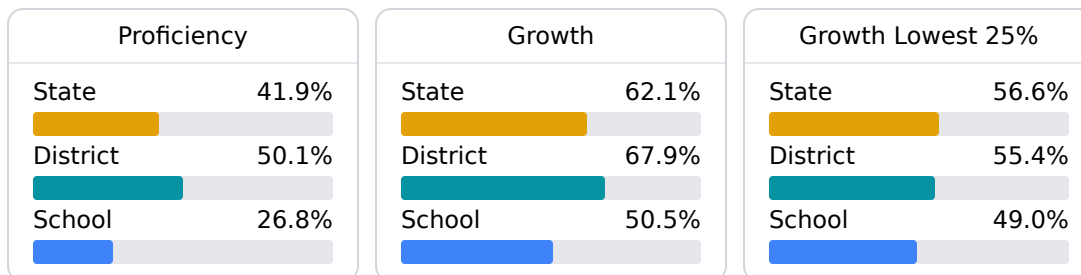 Proficiency
State 41.9%
District 50.1%
School 26.8%
Growth
State 62.1%
District 67.9%
School 50.5%
Growth Lowest 25%
State 56.6%
District 55.4%
School 49.0%